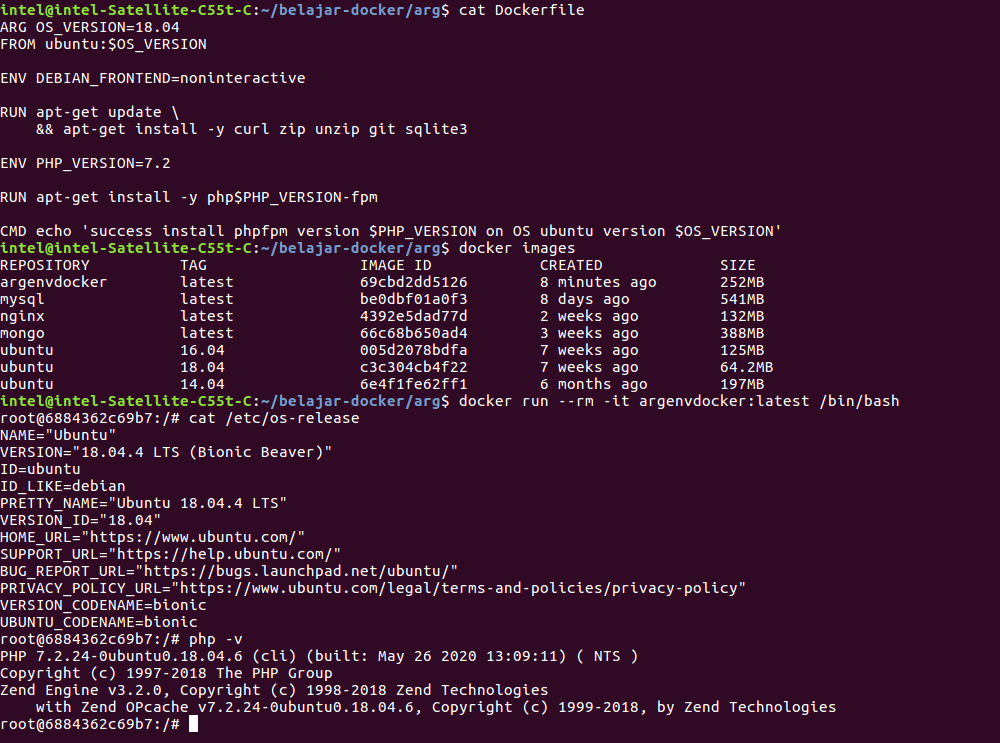 intel@intel-Satellite-C55t-C:~/belajar-docker/arg$ cat Dockerfile
ARG OS_VERSION=18.04
FROM ubuntu:$OS_VERSION
ENV DEBIAN_FRONTEND=noninteractive
RUN apt-get update \
    && apt-get install -y curl zip unzip git sqlite3
ENV PHP_VERSION=7.2
RUN apt-get install -y php$PHP_VERSION-fpm
CMD echo 'success install phpfpm version $PHP_VERSION on OS ubuntu version $OS_VERSION'
intel@intel-Satellite-C55t-C:~/belajar-docker/arg$ docker images
REPOSITORY          TAG                 IMAGE ID            CREATED             SIZE
argenvdocker        latest              69cbd2dd5126        8 minutes ago       252MB
mysql               latest              be0dbf01a0f3        8 days ago          541MB
nginx               latest              4392e5dad77d        2 weeks ago         132MB
mongo               latest              66c68b650ad4        3 weeks ago         388MB
ubuntu              16.04               005d2078bdfa        7 weeks ago         125MB
ubuntu              18.04               c3c304cb4f22        7 weeks ago         64.2MB
ubuntu              14.04               6e4f1fe62ff1        6 months ago        197MB
intel@intel-Satellite-C55t-C:~/belajar-docker/arg$ docker run --rm -it argenvdocker:latest /bin/bash
root@6884362c69b7:/# cat /etc/os-release
NAME="Ubuntu"
VERSION="18.04.4 LTS (Bionic Beaver)"
ID=ubuntu
ID_LIKE=debian
PRETTY_NAME="Ubuntu 18.04.4 LTS"
VERSION_ID="18.04"
HOME_URL="https://www.ubuntu.com/"
SUPPORT_URL="https://help.ubuntu.com/"
BUG_REPORT_URL="https://bugs.launchpad.net/ubuntu/"
PRIVACY_POLICY_URL="https://www.ubuntu.com/legal/terms-and-policies/privacy-policy"
VERSION_CODENAME=bionic
UBUNTU_CODENAME=bionic
root@6884362c69b7:/# php -v
PHP 7.2.24-0ubuntu0.18.04.6 (cli) (built: May 26 2020 13:09:11) ( NTS )
Copyright (c) 1997-2018 The PHP Group
Zend Engine v3.2.0, Copyright (c) 1998-2018 Zend Technologies
    with Zend OPcache v7.2.24-0ubuntu0.18.04.6, Copyright (c) 1999-2018, by Zend Technologies
root@6884362c69b7:/#